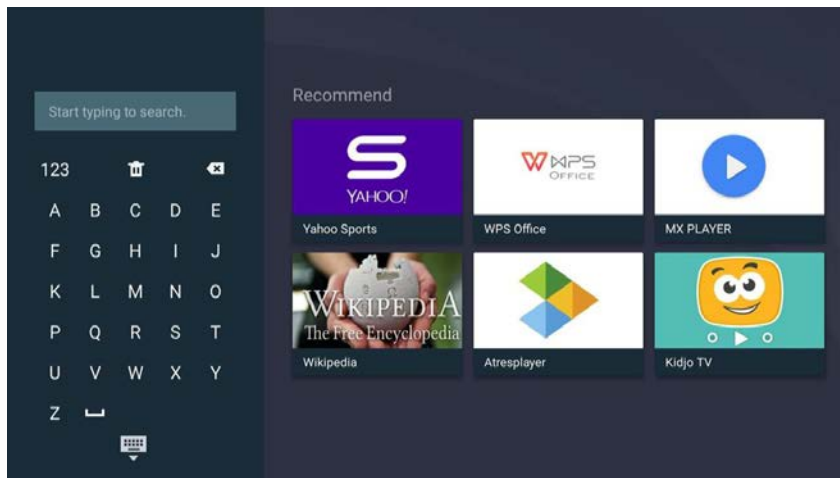 Start typing to search.
123
A B C D E
F G H I J
K L M N O
P Q R S T
U V W X Y
Z
Recommend
S
YAHOO!
Yahoo Sports
W WPS
OFFICE
WPS Office
MX PLAYER
WIKIPEDIA
The Free Encyclopedia
Wikipedia
Atresplayer
Kidjo TV